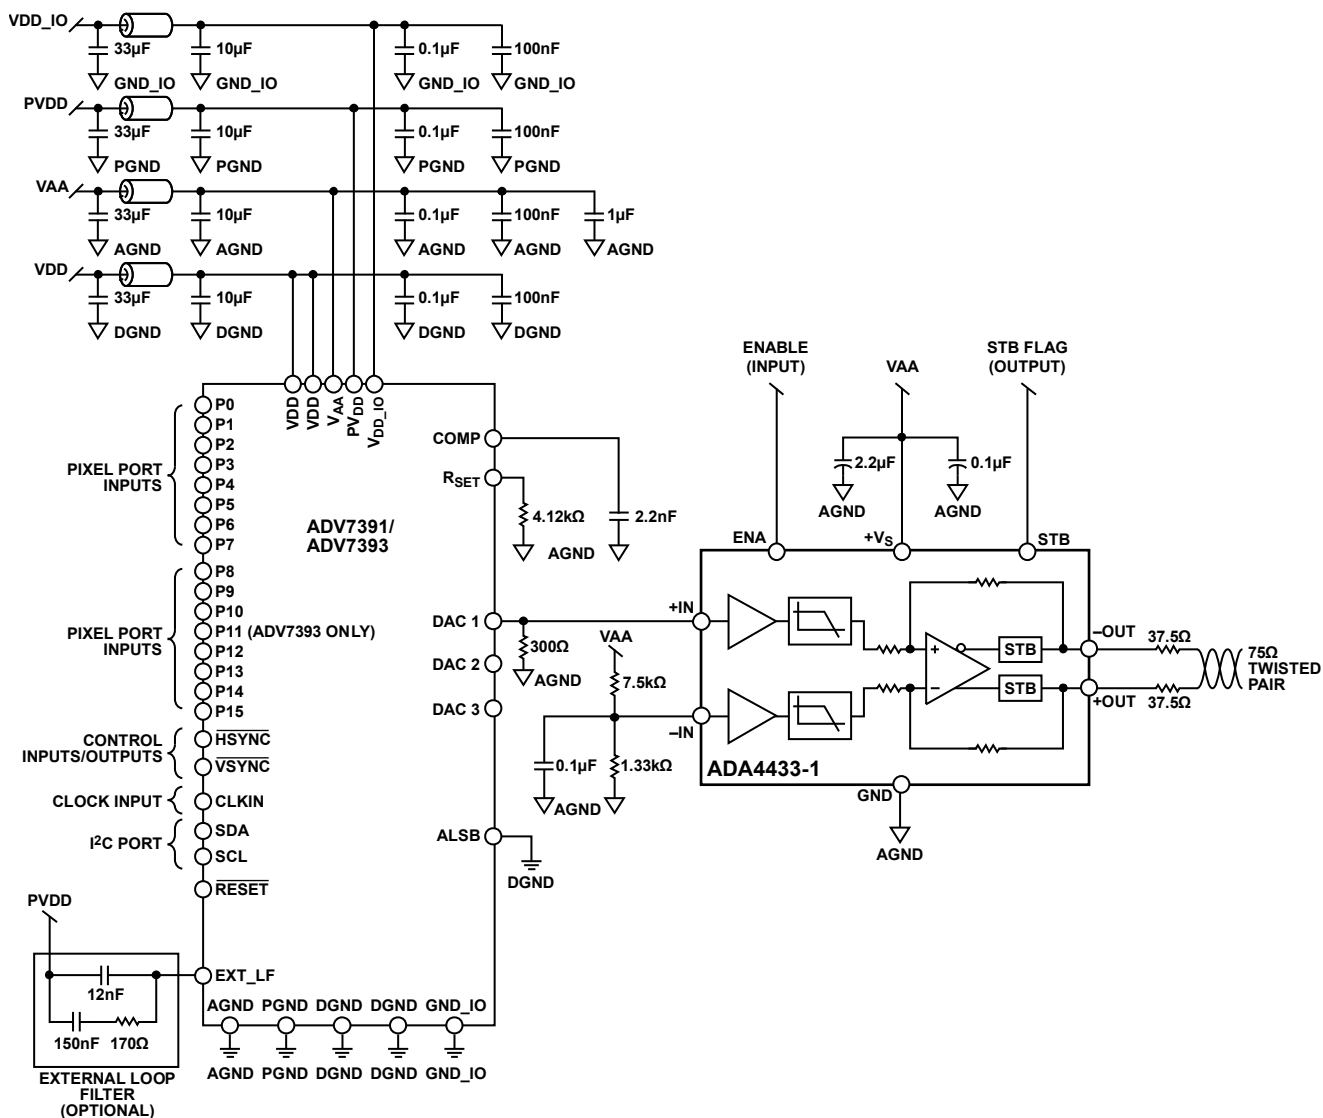 VDD_IO
33µF
10µF
0.1µF
100nF
GND_IO
GND_IO
GND_IO
GND_IO
PVDD
33µF
10µF
0.1µF
100nF
PGND
PGND
PGND
PGND
VAA
33µF
10µF
0.1µF
100nF
1µF
AGND
AGND
AGND
AGND
AGND
VDD
33µF
10µF
0.1µF
100nF
DGND
DGND
DGND
DGND
VDD
VDD
VAA
PVDD
VDD_IO
PIXEL PORT
INPUTS
P0
P1
P2
P3
P4
P5
P6
P7
PIXEL PORT
INPUTS
P8
P9
P10
P11 (ADV7393 ONLY)
P12
P13
P14
P15
CONTROL
INPUTS/OUTPUTS
HSYNC
VSYNC
CLOCK INPUT
CLKIN
I2C PORT
SDA
SCL
RESET
PVDD
EXT_LF
12nF
150nF
170Ω
EXTERNAL LOOP
FILTER
(OPTIONAL)
ADV7391/
ADV7393
COMP
RSET
4.12kΩ
2.2nF
AGND
DAC 1
300Ω
AGND
DAC 2
DAC 3
VAA
7.5kΩ
0.1µF
1.33kΩ
AGND
ALSB
DGND
AGND
PGND
DGND
DGND
GND_IO
AGND
PGND
DGND
DGND
GND_IO
ENABLE
(INPUT)
VAA
STB FLAG
(OUTPUT)
2.2µF
0.1µF
AGND
AGND
ENA
+VS
STB
+IN
–IN
+
–
STB
STB
–OUT
37.5Ω
+OUT
37.5Ω
75Ω
TWISTED
PAIR
ADA4433-1
GND
AGND